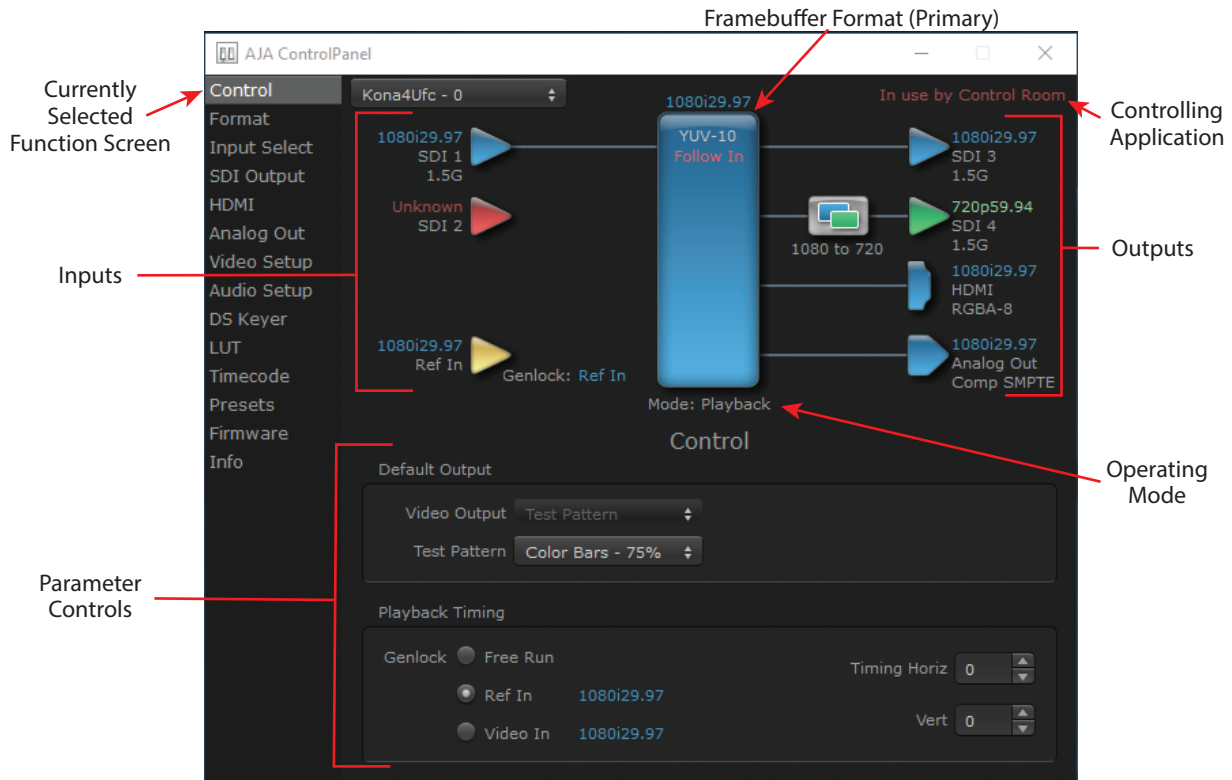 Framebuffer Format (Primary)
AJA ControlPanel
Currently
Selected
Function Screen
Controlling
Application
Inputs
Outputs
Operating
Mode
Parameter
Controls
Control
Format
Input Select
SDI Output
HDMI
Analog Out
Video Setup
Audio Setup
DS Keyer
LUT
Timecode
Presets
Firmware
Info
Kona4Ufc - 0
1080i29.97
In use by Control Room
1080i29.97
SDI 1
1.5G
Unknown
SDI 2
1080i29.97
Ref In
Genlock: Ref In
YUV-10
Follow In
1080 to 720
1080i29.97
SDI 3
1.5G
720p59.94
SDI 4
1.5G
1080i29.97
HDMI
RGBA-8
1080i29.97
Analog Out
Comp SMPTE
Mode: Playback
Control
Default Output
Video Output Test Pattern
Test Pattern Color Bars - 75%
Playback Timing
Genlock Free Run
Ref In 1080i29.97
Video In 1080i29.97
Timing Horiz 0
Vert 0